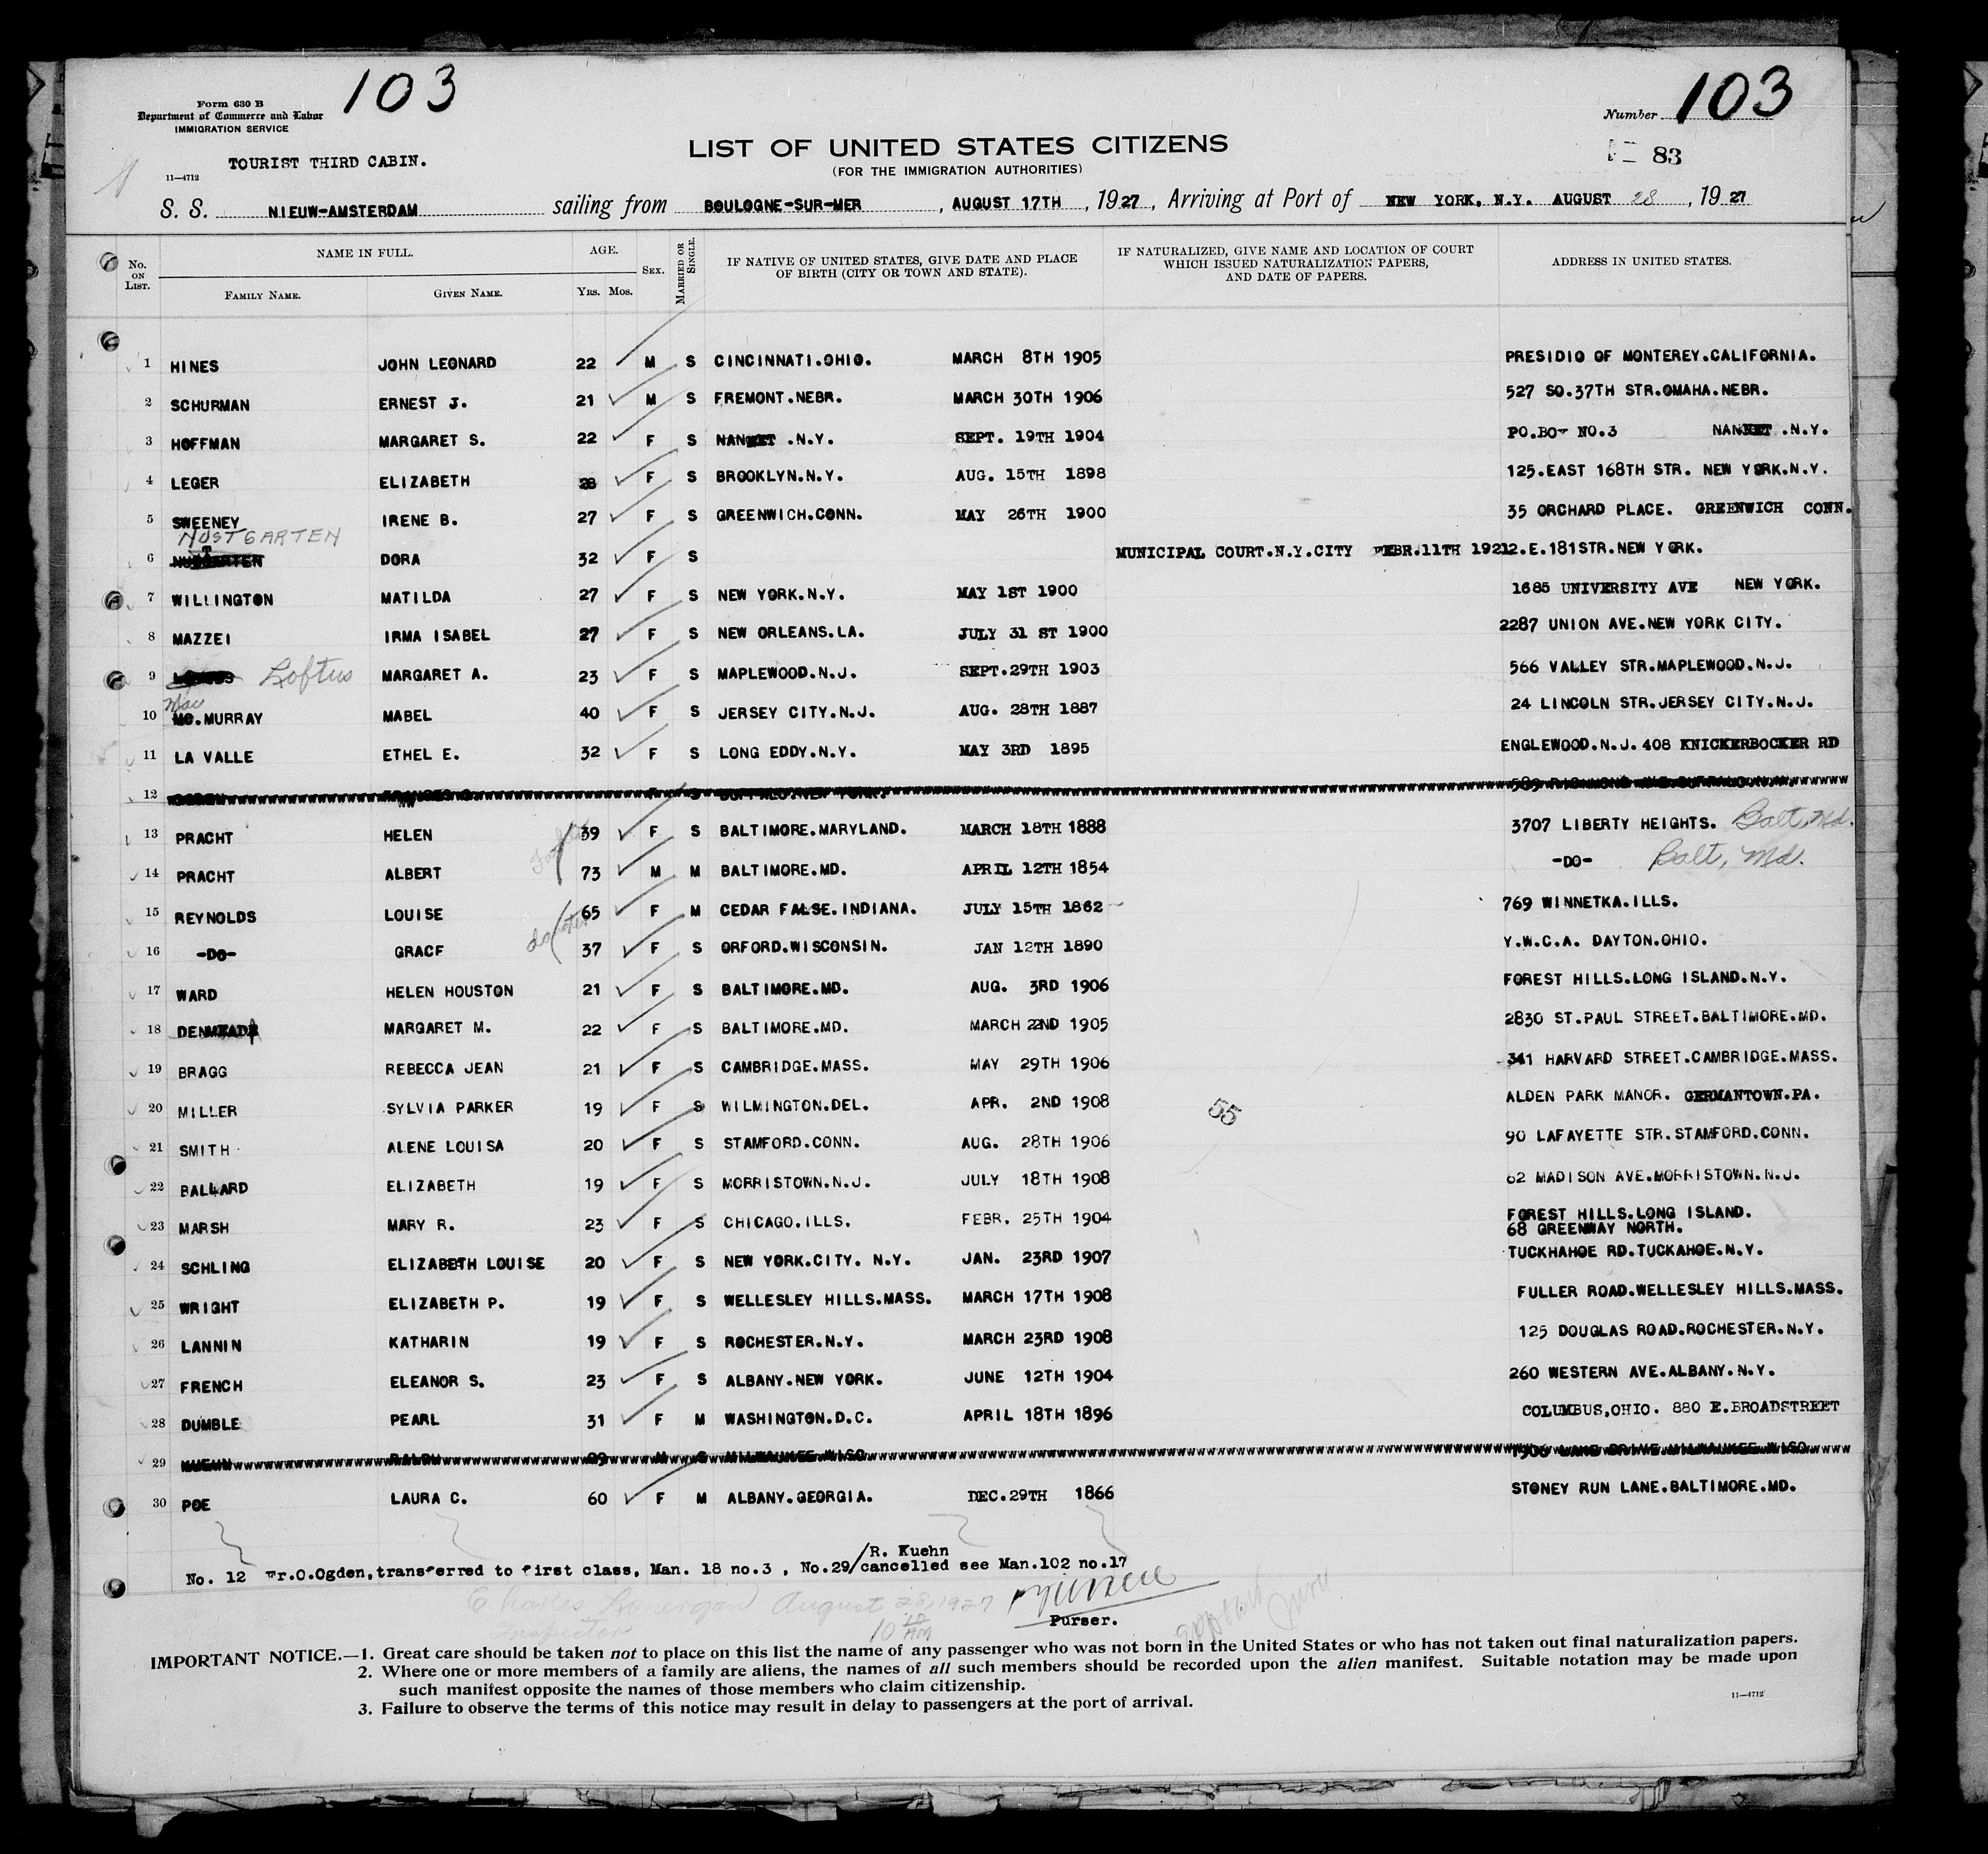 103
103
Form 630 B
Department of Commerce and Labor
IMMIGRATION SERVICE
Number
LIST OF UNITED STATES CITIZENS
(FOR THE IMMIGRATION AUTHORITIES)
83
TOURIST THIRD CABIN.
11—4712
S. S. NIEUW-AMSTERDAM sailing from BOULOGNE-SUR-MER, AUGUST 17TH, 1927, Arriving at Port of NEW YORK, N.Y. AUGUST 28, 1927
No. ON LIST. NAME IN FULL. AGE. SEX. MARRIED OR SINGLE. IF NATIVE OF UNITED STATES, GIVE DATE AND PLACE OF BIRTH (CITY OR TOWN AND STATE). IF NATURALIZED, GIVE NAME AND LOCATION OF COURT WHICH ISSUED NATURALIZATION PAPERS, AND DATE OF PAPERS. ADDRESS IN UNITED STATES.
FAMILY NAME. GIVEN NAME. YRS. MOS.
1 HINES JOHN LEONARD 22 M S CINCINNATI.OHIO. MARCH 8TH 1905 PRESIDIO OF MONTEREY.CALIFORNIA.
2 SCHURMAN ERNEST J. 21 M S FREMONT.NEBR. MARCH 30TH 1906 527 SO.37TH STR.OMAHA.NEBR.
3 HOFFMAN MARGARET S. 22 F S .N.Y. SEPT. 19TH 1904 PO.BOX NO.3 .N.Y.
4 LEGER ELIZABETH 28 F S BROOKLYN.N.Y. AUG. 15TH 1898 125.EAST 168TH STR. NEW YORK.N.Y.
5 SWEENEY IRENE B. 27 F S GREENWICH.CONN. MAY 26TH 1900 35 ORCHARD PLACE. GREENWICH CONN.
NUSTGARTEN
6 DORA 32 F S MUNICIPAL COURT.N.Y.CITY FEBR.11TH 19212.E.181STR.NEW YORK.
7 WILLINGTON MATILDA 27 F S NEW YORK.N.Y. MAY 1ST 1900 1685 UNIVERSITY AVE NEW YORK.
8 MAZZEI IRMA ISABEL 27 F S NEW ORLEANS.LA. JULY 31 ST 1900 2287 UNION AVE.NEW YORK CITY.
9 Loftus MARGARET A. 23 F S MAPLEWOOD.N.J. SEPT.29TH 1903 566 VALLEY STR.MAPLEWOOD.N.J.
Mac
10 MC.MURRAY MABEL 40 F S JERSEY CITY.N.J. AUG. 28TH 1887 24 LINCOLN STR.JERSEY CITY.N.J.
11 LA VALLE ETHEL E. 32 F S LONG EDDY.N.Y. MAY 3RD 1895 ENGLEWOOD.N.J.408 KNICKERBOCKER RD
12
13 PRACHT HELEN 39 F S BALTIMORE.MARYLAND. MARCH 18TH 1888 3707 LIBERTY HEIGHTS. Balt, Md.
14 PRACHT ALBERT 73 M M BALTIMORE.MD. APRIL 12TH 1854 -DO- Balt, Md.
15 REYNOLDS LOUISE 65 F M CEDAR FALSE.INDIANA. JULY 15TH 1862 769 WINNETKA.ILLS.
16 -DO- GRACE 37 F S ORFORD.WISCONSIN. JAN 12TH 1890 Y.W.C.A. DAYTON.OHIO.
17 WARD HELEN HOUSTON 21 F S BALTIMORE.MD. AUG. 3RD 1906 FOREST HILLS.LONG ISLAND.N.Y.
18 MARGARET M. 22 F S BALTIMORE.MD. MARCH 22ND 1905 2830 ST.PAUL STREET.BALTIMORE.MD.
19 BRAGG REBECCA JEAN 21 F S CAMBRIDGE.MASS. MAY 29TH 1906 341 HARVARD STREET.CAMBRIDGE.MASS.
20 MILLER SYLVIA PARKER 19 F S WILMINGTON.DEL. APR. 2ND 1908 55 ALDEN PARK MANOR. GERMANTOWN.PA.
21 SMITH ALENE LOUISA 20 F S STAMFORD.CONN. AUG. 28TH 1906 90 LAFAYETTE STR.STAMFORD.CONN.
22 BALLARD ELIZABETH 19 F S MORRISTOWN.N.J. JULY 18TH 1908 62 MADISON AVE.MORRISTOWN.N.J.
23 MARSH MARY R. 23 F S CHICAGO.ILLS. FEBR. 25TH 1904 FOREST HILLS.LONG ISLAND.
68 GREENWAY NORTH.
24 SCHLING ELIZABETH LOUISE 20 F S NEW YORK.CITY. N.Y. JAN. 23RD 1907 TUCKHAHOE RD.TUCKAHOE.N.Y.
25 WRIGHT ELIZABETH P. 19 F S WELLESLEY HILLS.MASS. MARCH 17TH 1908 FULLER ROAD.WELLESLEY HILLS.MASS.
26 LANNIN KATHARIN 19 F S ROCHESTER.N.Y. MARCH 23RD 1908 125 DOUGLAS ROAD.ROCHESTER.N.Y.
27 FRENCH ELEANOR S. 23 F S ALBANY.NEW YORK. JUNE 12TH 1904 260 WESTERN AVE.ALBANY.N.Y.
28 DUMBLE PEARL 31 F M WASHINGTON.D.C. APRIL 18TH 1896 COLUMBUS,OHIO. 880 E.BROADSTREET
29
30 POE LAURA C. 60 F M ALBANY.GEORGIA. DEC.29TH 1866 STONEY RUN LANE.BALTIMORE.MD.
R. Kuehn
No. 12 Fr.O.Ogden,transferred to first class, Man. 18 no.3 , No.29/cancelled see Man.102 no.17
Charles Lonergan August 28, 1927
Inspector 10 AM
Purser.
IMPORTANT NOTICE.—1. Great care should be taken not to place on this list the name of any passenger who was not born in the United States or who has not taken out final naturalization papers.
2. Where one or more members of a family are aliens, the names of all such members should be recorded upon the alien manifest. Suitable notation may be made upon
such manifest opposite the names of those members who claim citizenship.
3. Failure to observe the terms of this notice may result in delay to passengers at the port of arrival.
11—4712